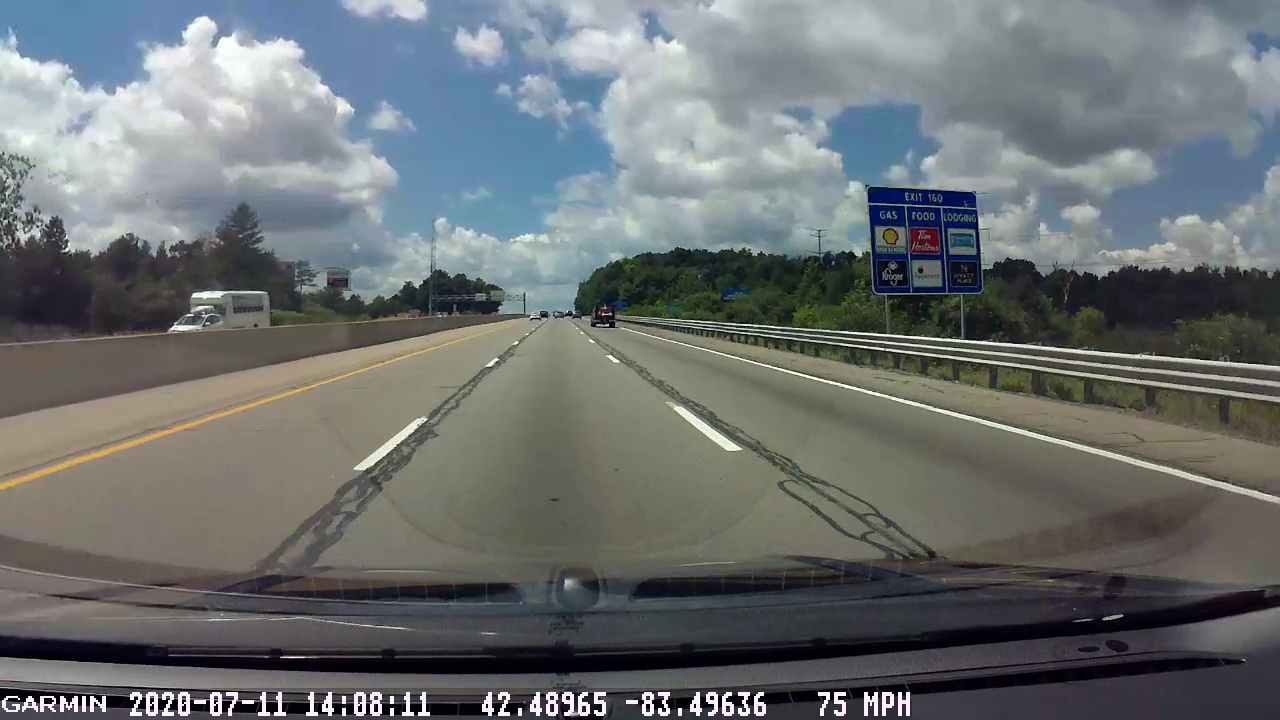 EXIT 160
GAS FOOD LODGING
Tim Hortons
Kroger
HYATT PLACE
GARMIN 2020-07-11 14:08:11 42.48965 -83.49636 75 MPH